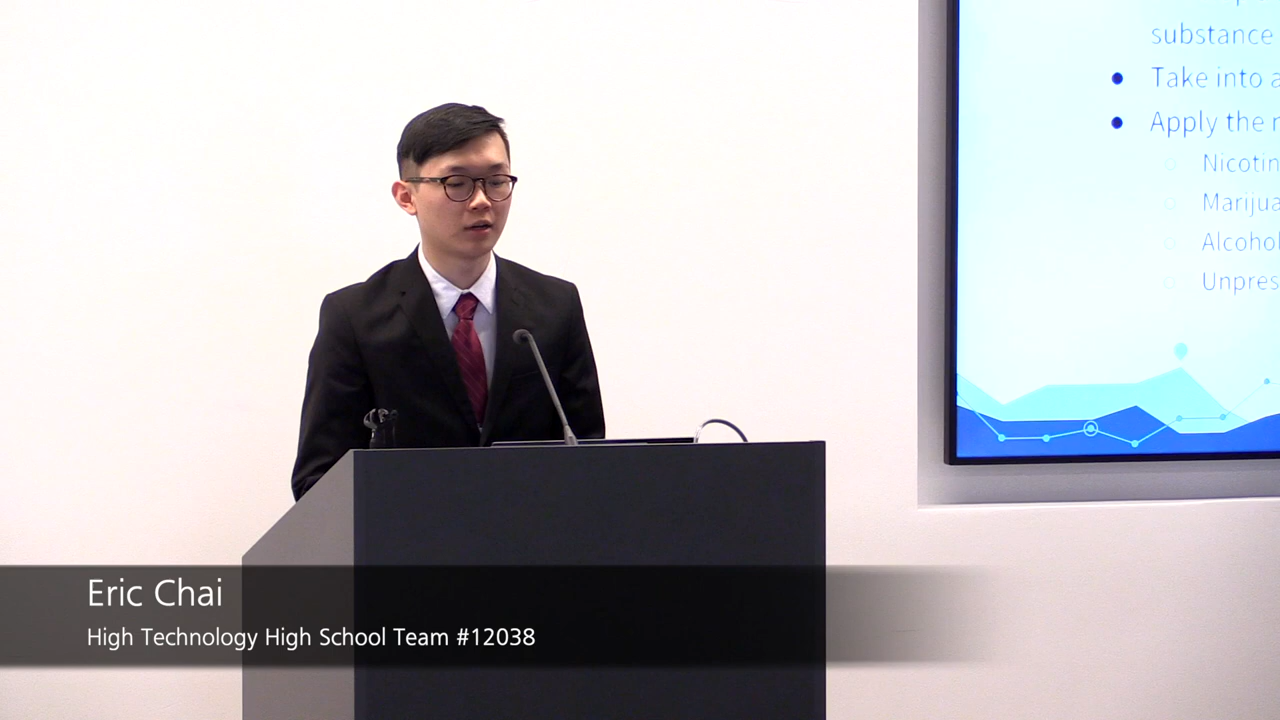 substance
Take into a
Apply the
Nicotin
Marijua
Alcohol
Unpres
Eric Chai
High Technology High School Team #12038